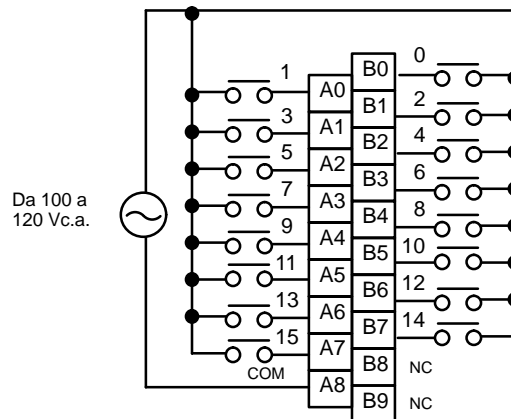 0
1 B0
A0 B1 2
3
A1 B2 4
5
A2 B3 6
7
Da 100 a
120 Vc.a.
A3 B4 8
9
A4 B5 10
11
A5 B6 12
13
A6 B7 14
15
A7 B8 NC
COM
A8 B9 NC